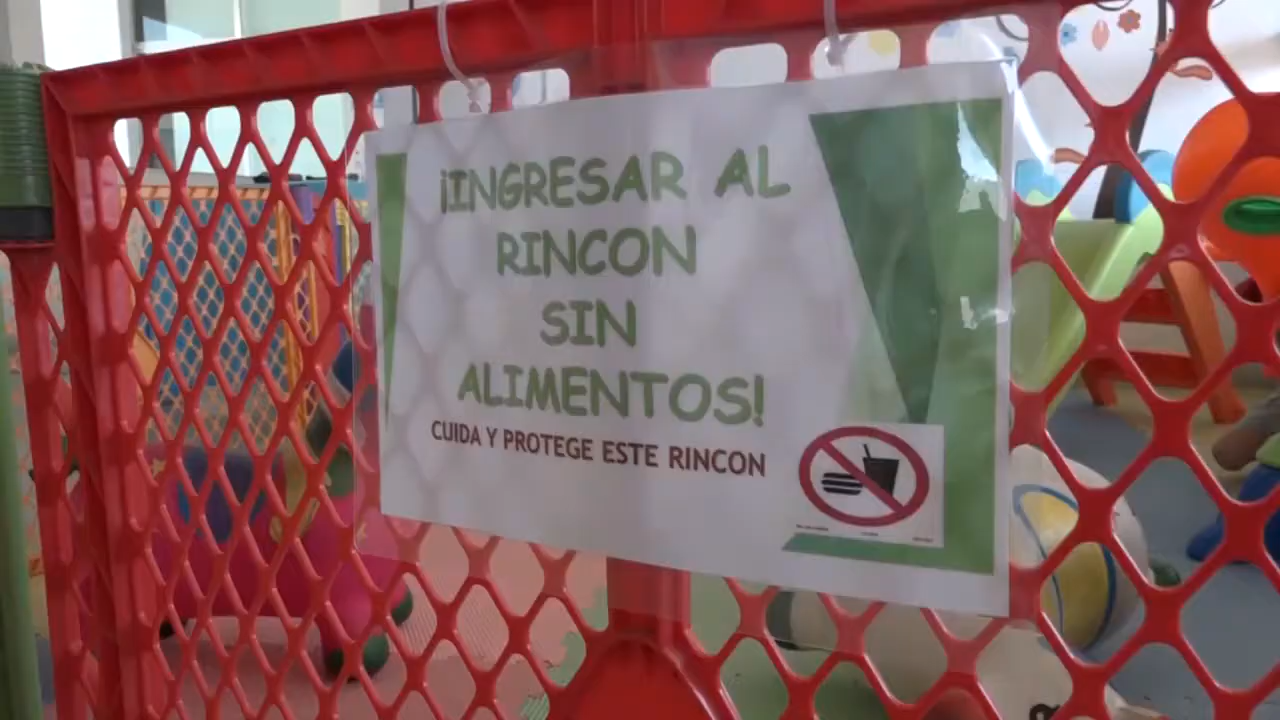 ¡INGRESAR AL
RINCON
SIN
ALIMENTOS!
CUIDA Y PROTEGE ESTE RINCON